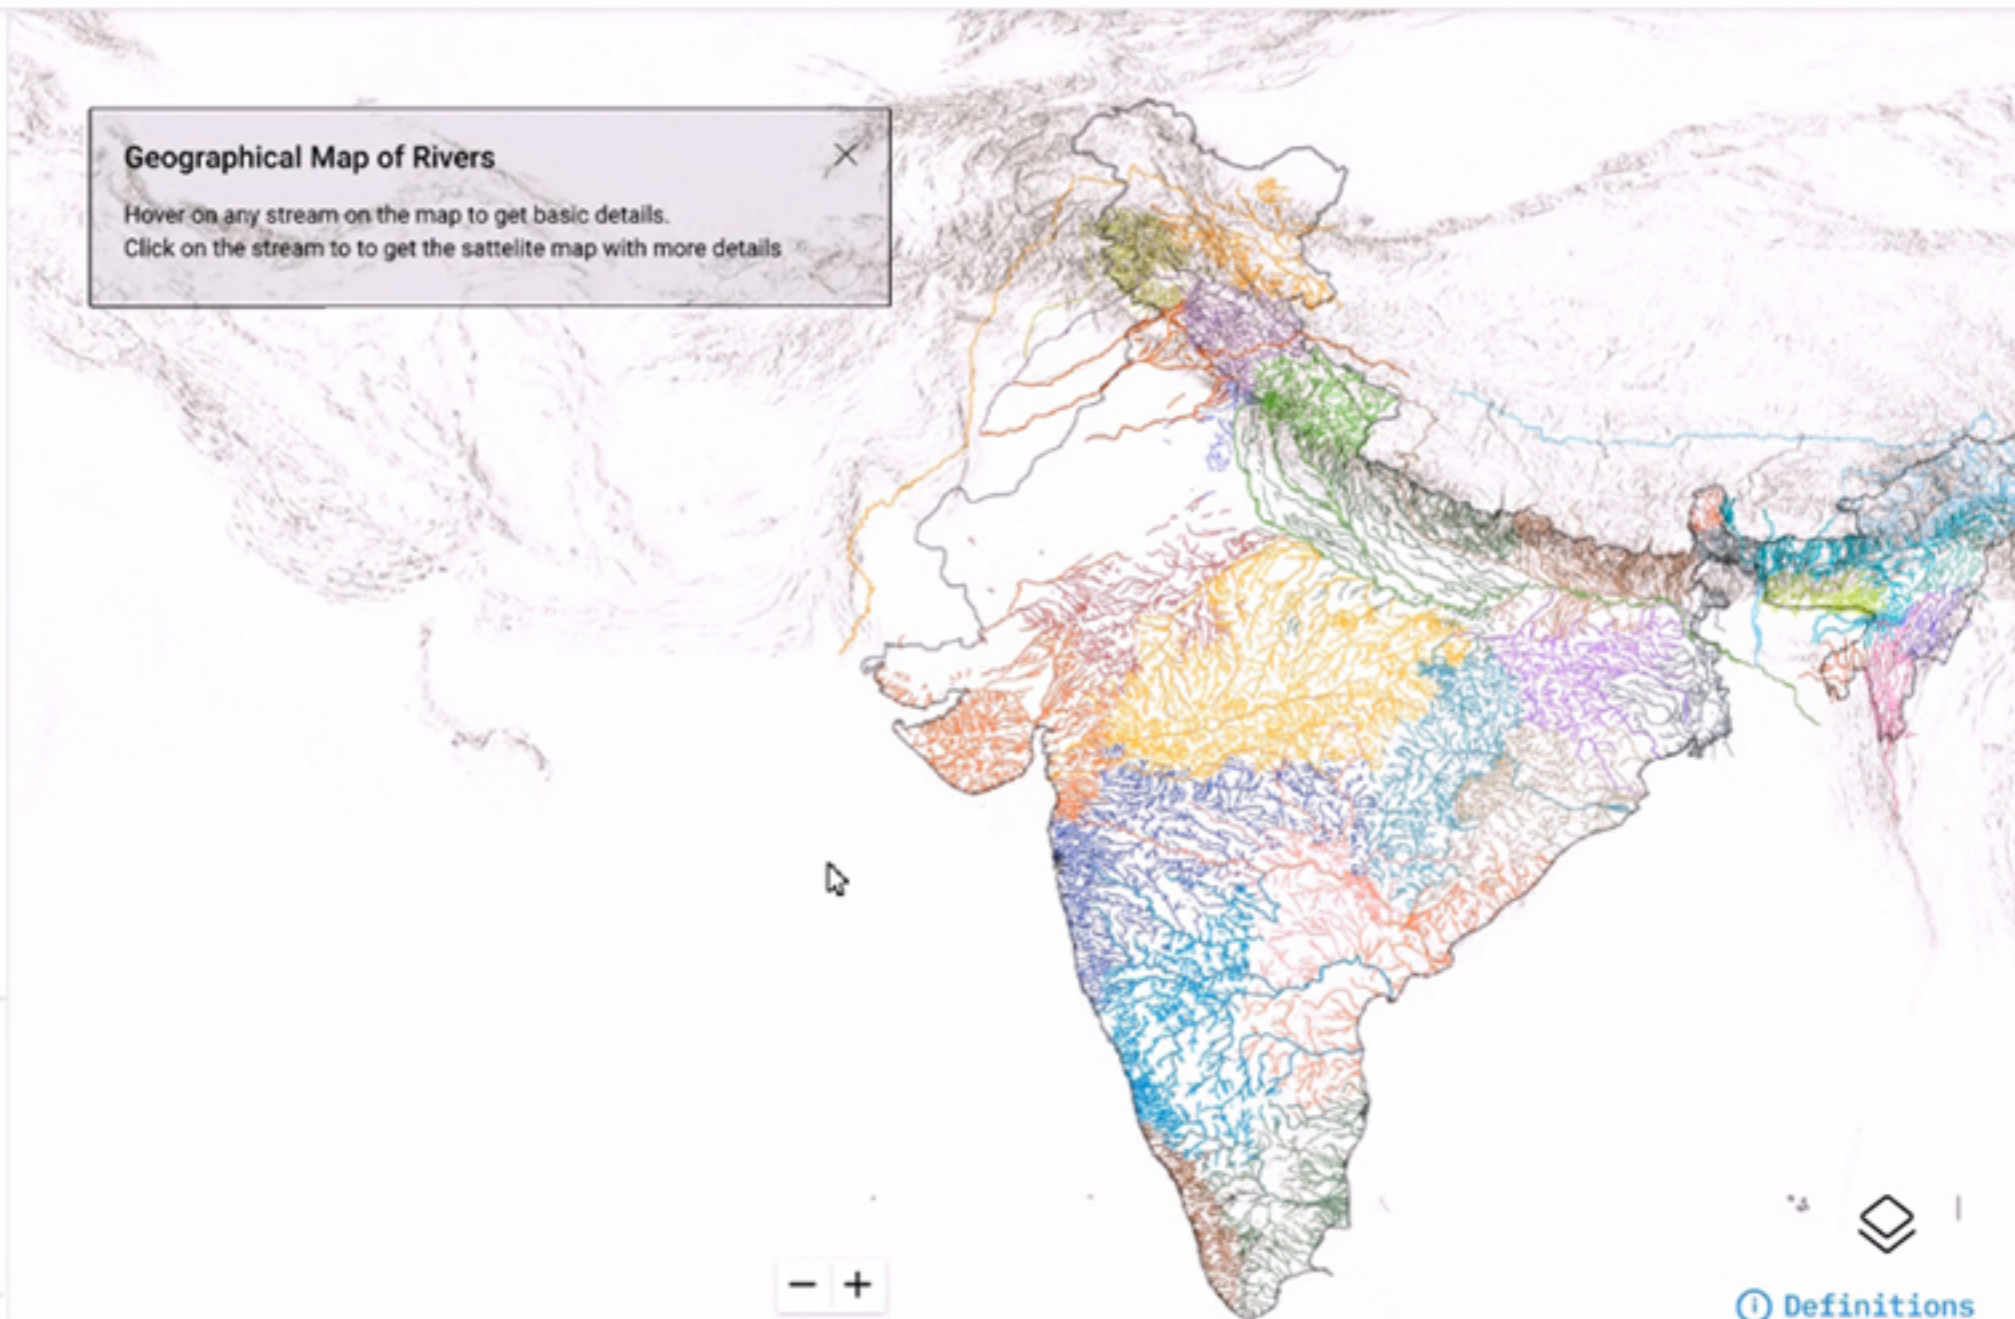 Geographical Map of Rivers
Hover on any stream on the map to get basic details.
Click on the stream to to get the sattelite map with more details
Definitions